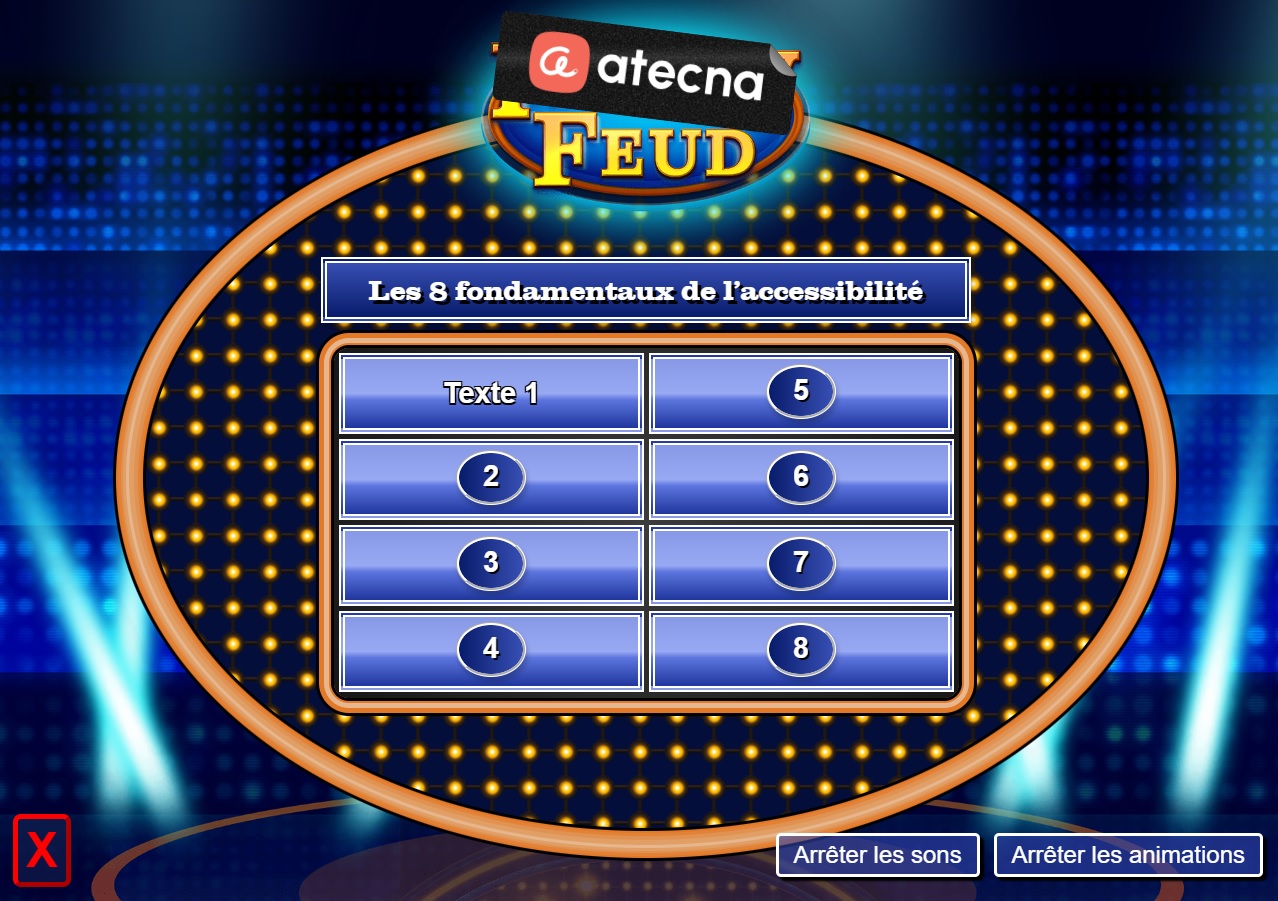 atecna
FEUD
Les 8 fondamentaux de l'accessibilité
Texte 1
5
2
6
3
7
4
8
X
Arrêter les sons
Arrêter les animations